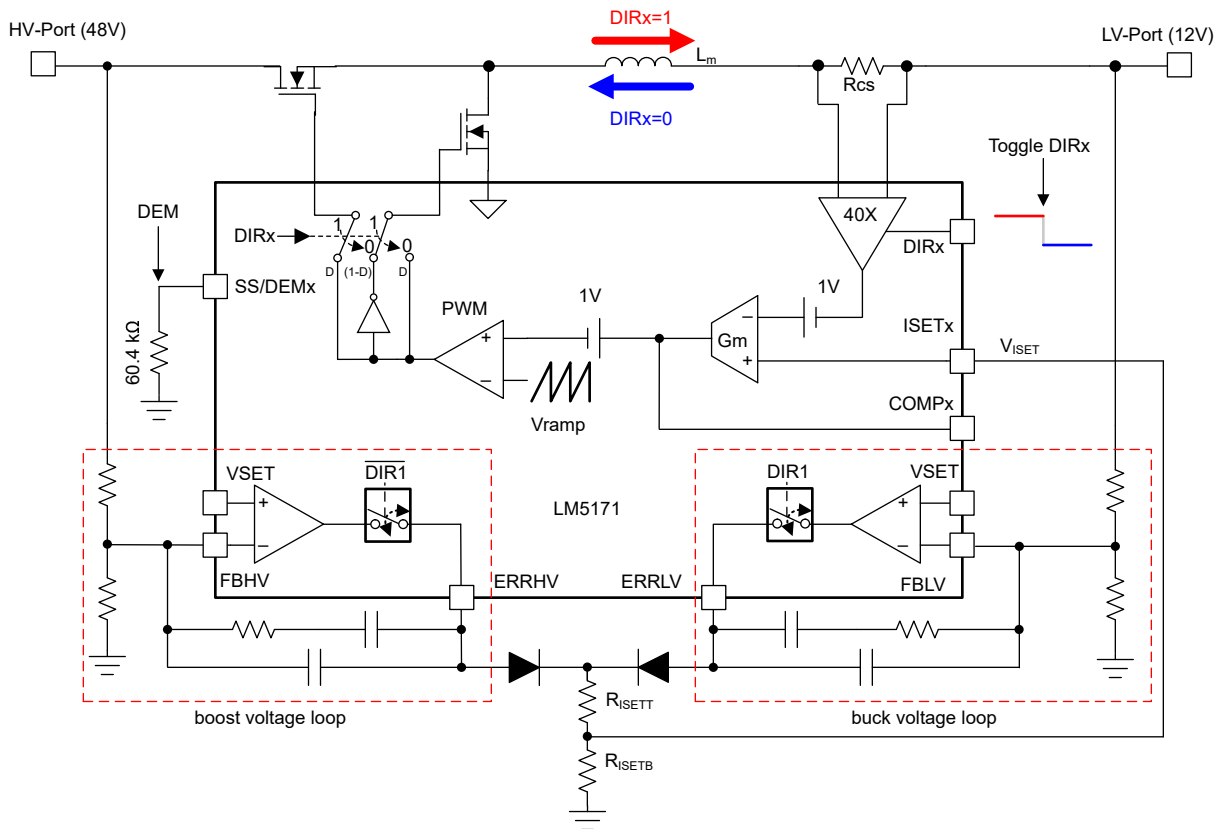 DIRx=1
HV-Port (48V)
LV-Port (12V)
Lm
Rcs
DIRx=0
Toggle DIRx
DEM
40X
1
1
DIRx
0
0
DIRx
D
(1-D)
D
SS/DEMx
1V
1V
PWM
ISETx
60.4 kΩ
+
−
Gm
VISET
+
−
COMPx
Vramp
VSET
DIR1
DIR1
VSET
+
+
LM5171
−
−
FBHV
ERRHV
ERRLV
FBLV
RISETT
boost voltage loop
buck voltage loop
RISETB